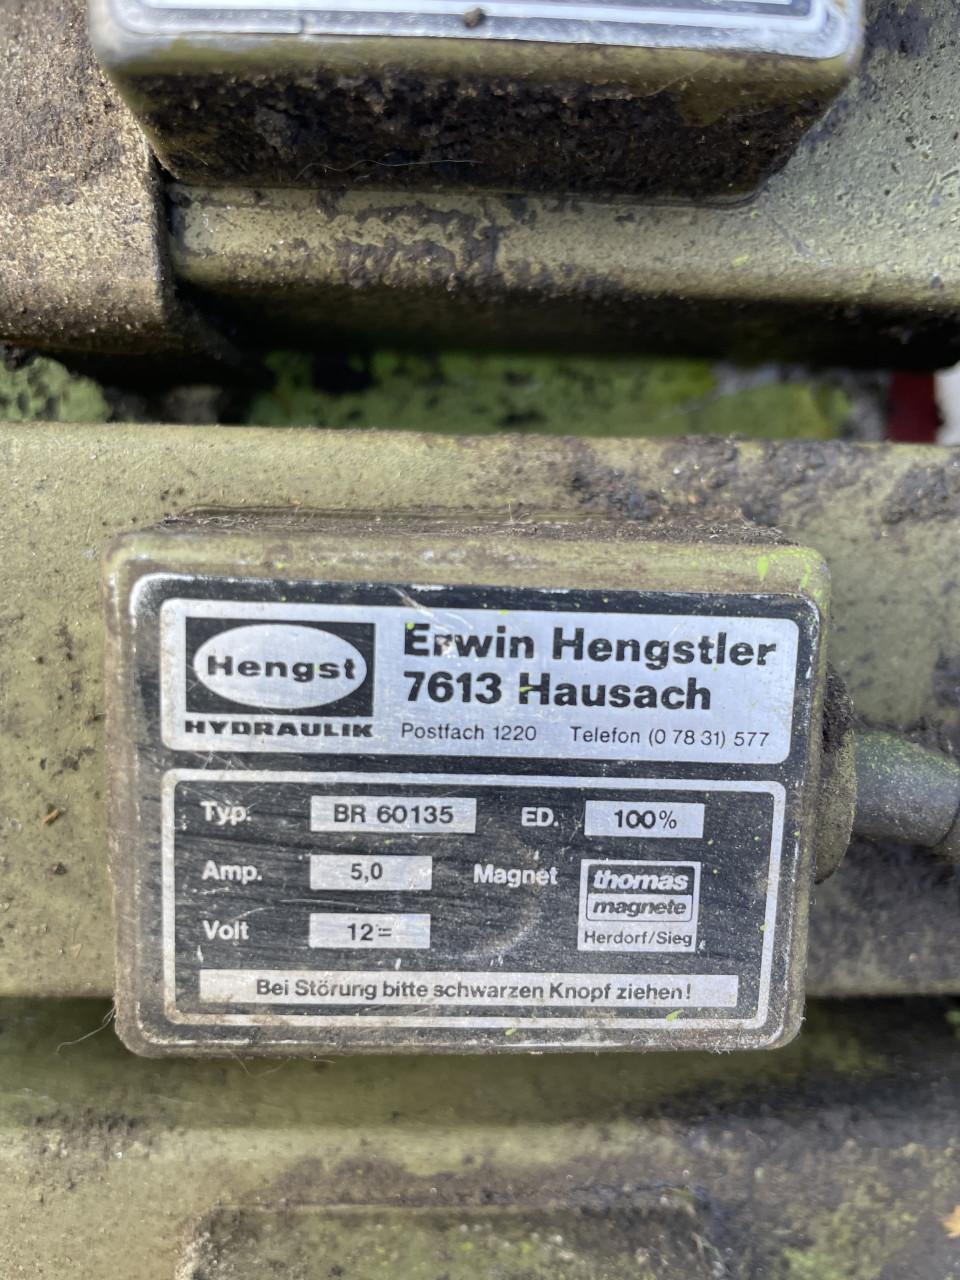 Hengst
HYDRAULIK
Erwin Hengstler
7613 Hausach
Postfach 1220 Telefon (0 78 31) 577
Typ. BR 60135 ED. 100%
Amp. 5,0 Magnet thomas
magnete
Herdorf/Sieg
Volt 12=
Bei Störung bitte schwarzen Knopf ziehen!